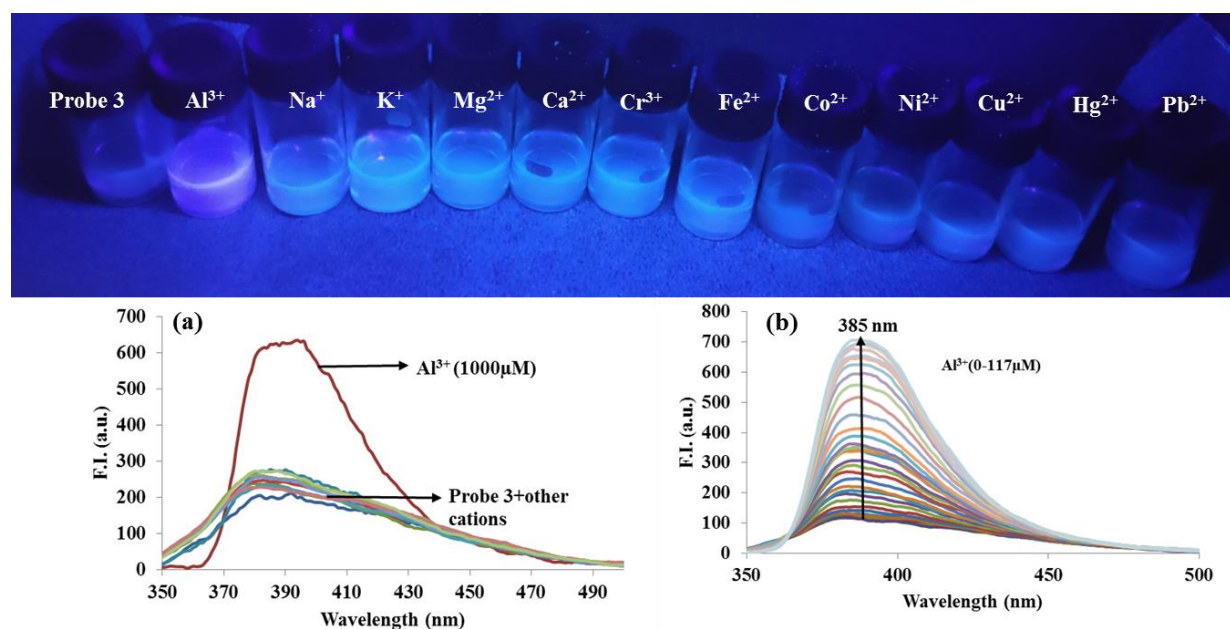 Probe 3 Al³⁺ Na⁺ K⁺ Mg²⁺ Ca²⁺ Cr³⁺ Fe²⁺ Co²⁺ Ni²⁺ Cu²⁺ Hg²⁺ Pb²⁺
(a)
700
600
500
400
300
200
100
0
F.I. (a.u.)
Al³⁺ (1000µM)
Probe 3+other
cations
350 370 390 410 430 450 470 490
Wavelength (nm)
(b)
385 nm
Al³⁺(0-117µM)
800
700
600
500
400
300
200
100
0
F.I. (a.u.)
350 400 450 500
Wavelength (nm)